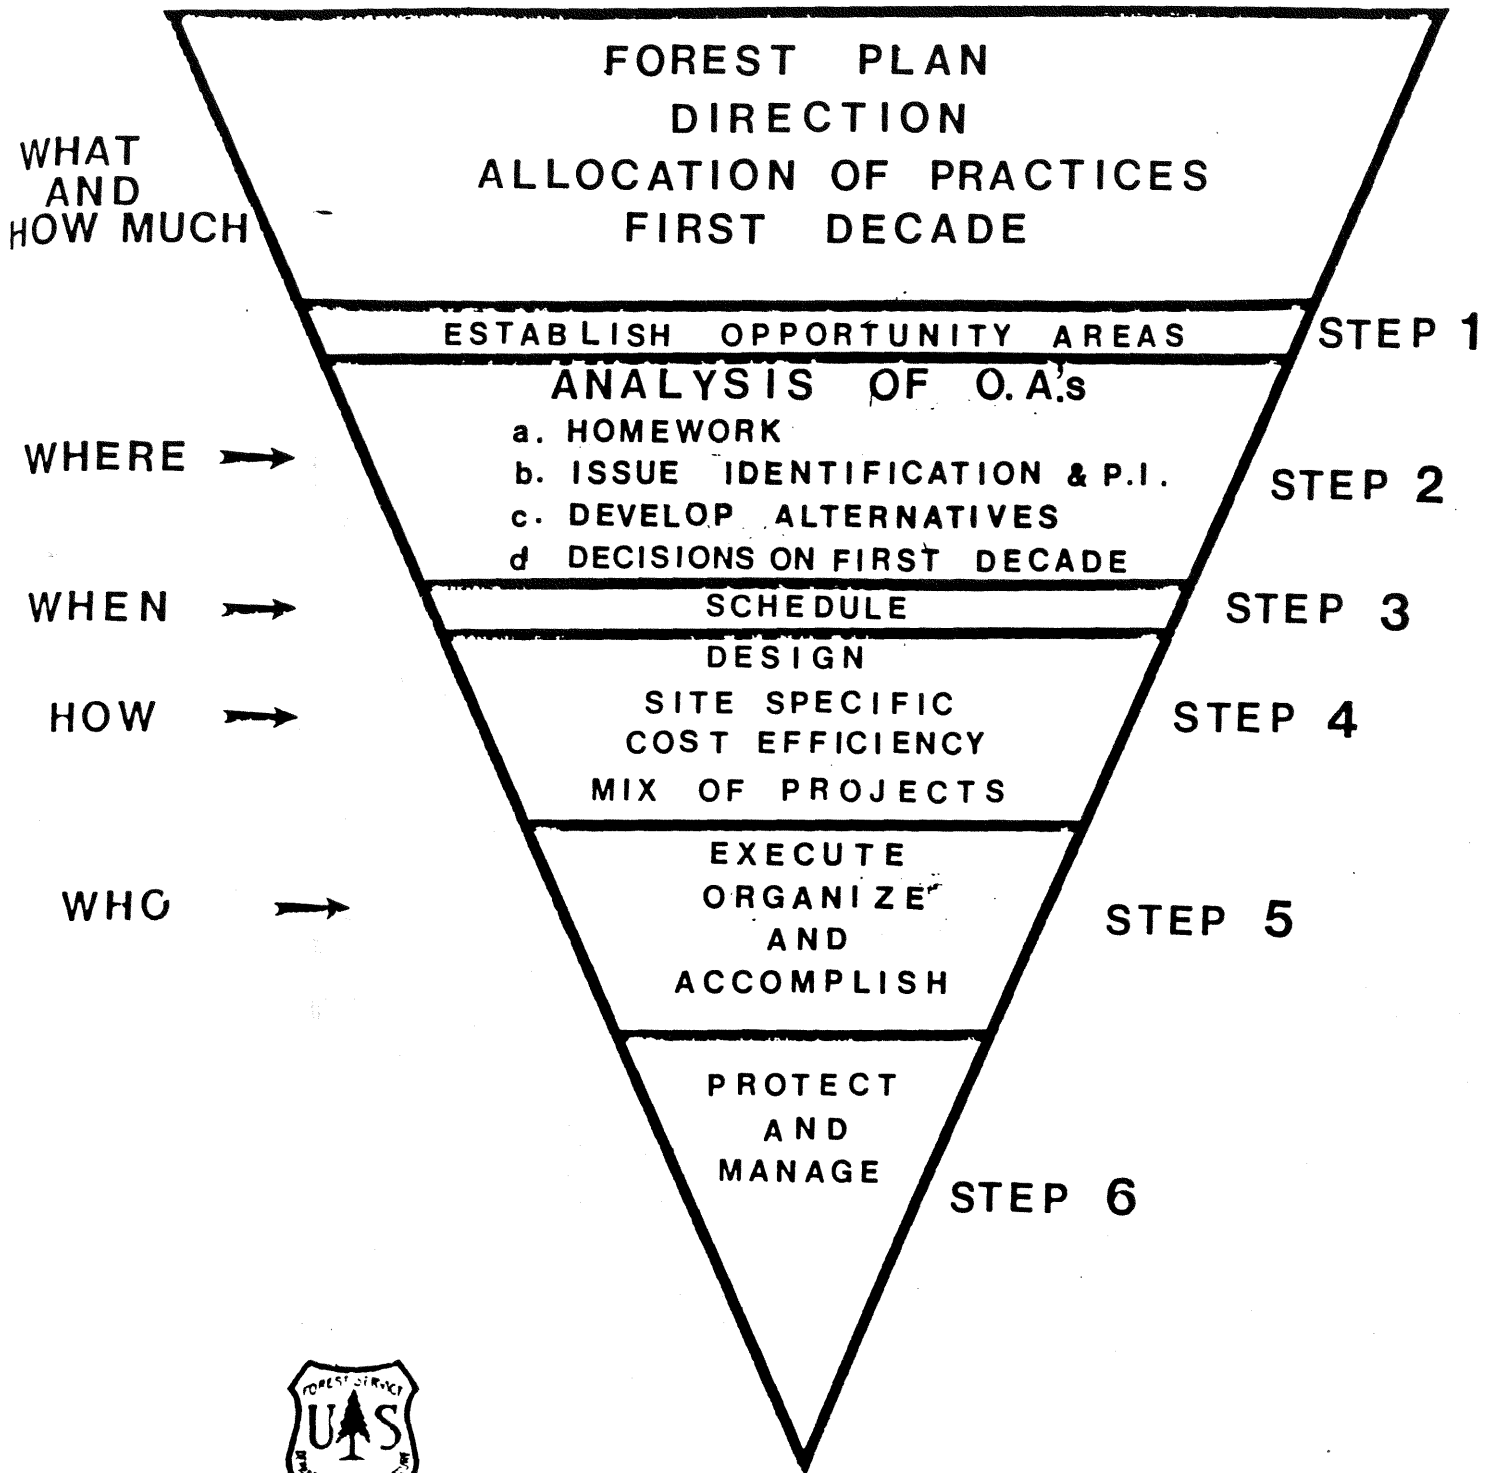 FOREST PLAN
DIRECTION
ALLOCATION OF PRACTICES
FIRST DECADE
WHAT
AND
HOW MUCH
ESTABLISH OPPORTUNITY AREAS
STEP 1
ANALYSIS OF O.A.'s
a. HOMEWORK
b. ISSUE IDENTIFICATION & P.I.
c. DEVELOP ALTERNATIVES
d DECISIONS ON FIRST DECADE
WHERE
STEP 2
WHEN
SCHEDULE
STEP 3
DESIGN
SITE SPECIFIC
COST EFFICIENCY
MIX OF PROJECTS
HOW
STEP 4
EXECUTE
ORGANIZE
AND
ACCOMPLISH
WHO
STEP 5
PROTECT
AND
MANAGE
STEP 6
FOREST SERVICE
U S